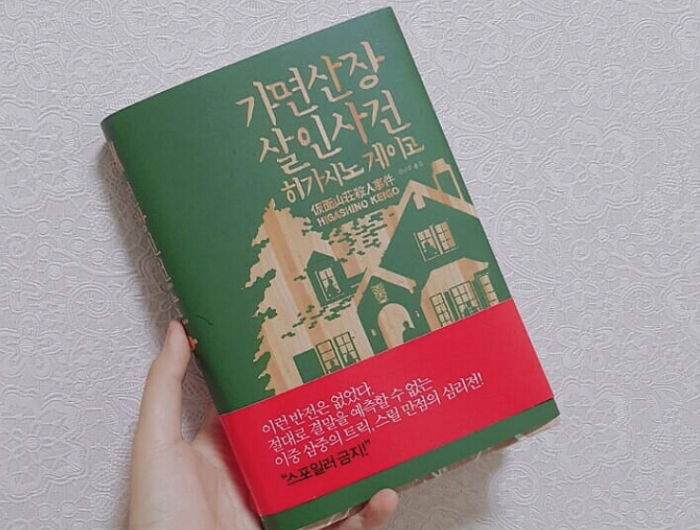 가면산장
살인사건
히가시노 게이고
仮面山荘殺人事件
HIGASHINO KEIGO
이런 반전은 없었다.
절대로 결말을 예측할 수 없는
이중 삼중의 트릭, 스릴 만점의 심리전!
“스포일러 금지!”